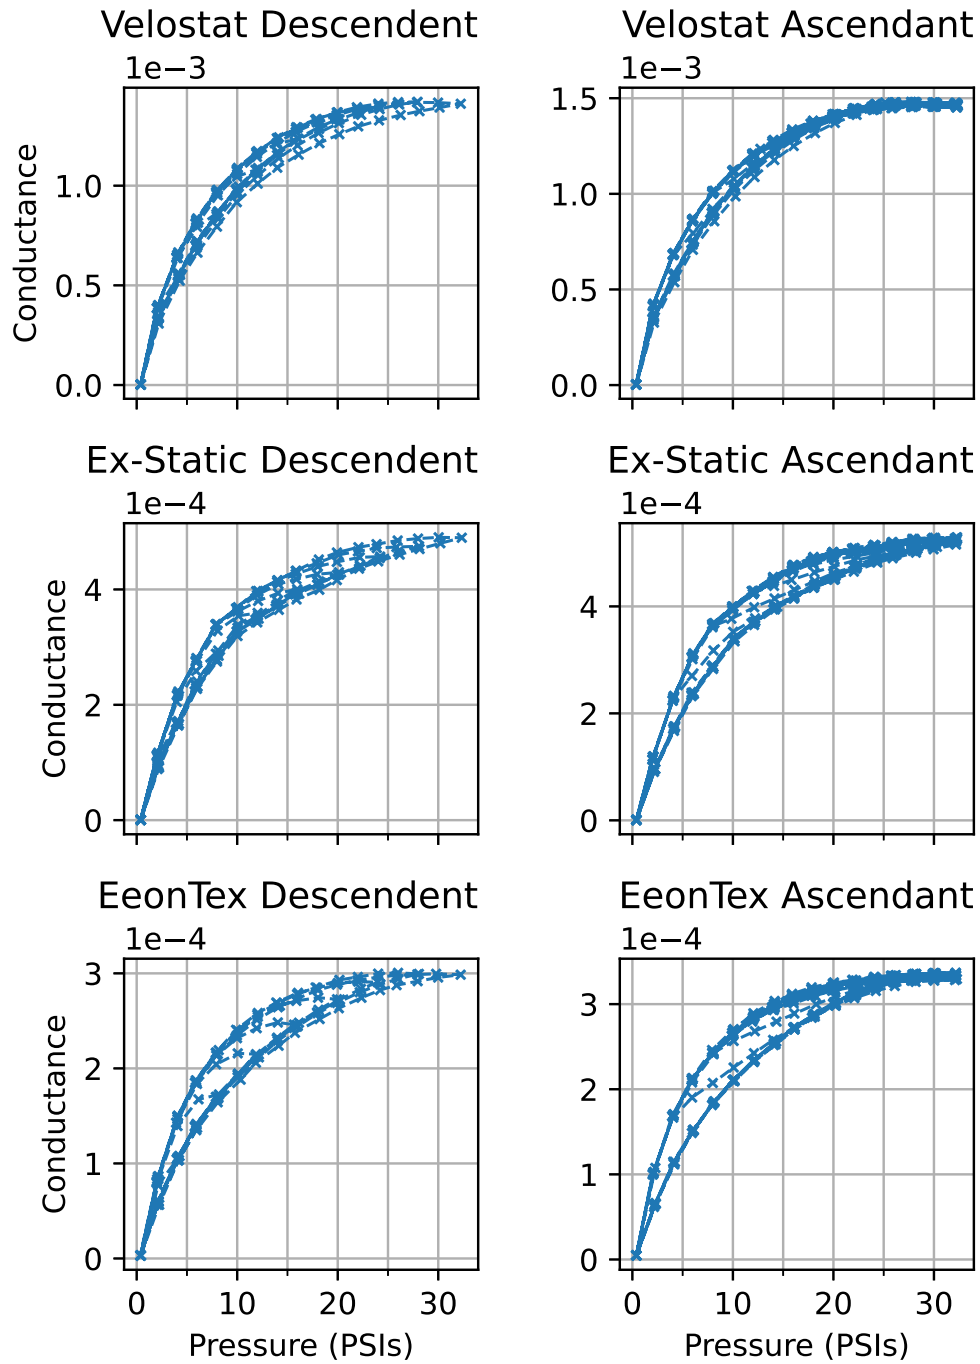 Velostat Descendent
1e−3
Conductance
1.0
0.5
0.0
Velostat Ascendant
1e−3
1.5
1.0
0.5
0.0
Ex-Static Descendent
1e−4
Conductance
4
2
0
Ex-Static Ascendant
1e−4
4
2
0
EeonTex Descendent
1e−4
Conductance
3
2
1
0
0 10 20 30
Pressure (PSIs)
EeonTex Ascendant
1e−4
3
2
1
0
0 10 20 30
Pressure (PSIs)